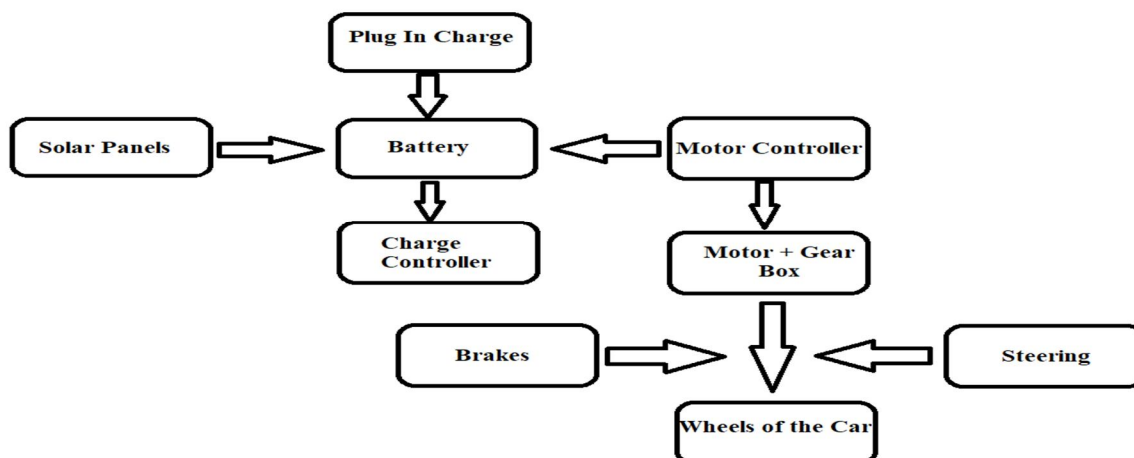 Plug In Charge
Solar Panels
Battery
Motor Controller
Charge
Controller
Motor + Gear
Box
Brakes
Steering
Wheels of the Car